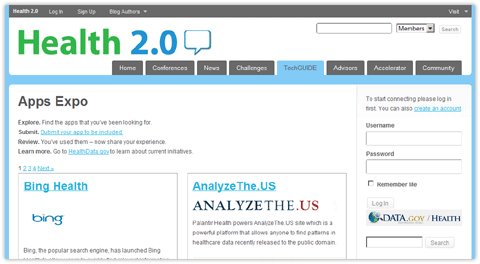 Health 2.0 Log In Sign Up Blog Authors Visit
Health 2.0
Members Search
Home Conferences News Challenges TechGUIDE Advisors Accelerator Community
Apps Expo
Explore. Find the apps that you've been looking for.
Submit. Submit your app to be included.
Review. You've used them – now share your experience.
Learn more. Go to HealthData.gov to learn about current initiatives.
1 2 3 4 Next »
Bing Health
bing
Bing, the popular search engine, has launched Bing
AnalyzeThe.US
ANALYZETHE.US
Palantir Health powers AnalyzeThe.US site which is a
powerful platform that allows anyone to find patterns in
healthcare data recently released to the public domain.
To start connecting please log in
first. You can also create an account.
Username
Password
Remember Me
Log In
DATA.GOV / HEALTH
Search